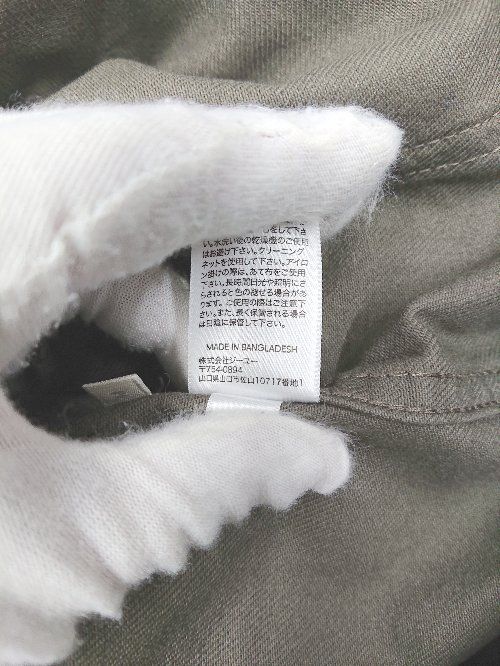 をして下さ
い。水洗い後の乾燥機のご使用
はお避け下さい。クリーニング
ネットを使用して下さい。アイロ
ン掛けの際は、あて布をご使用
下さい。長時間日光や照明にさ
らされると色の褪せる場合があ
ります。ご使用の際はご注意下
さい。また、長く保管される場合
は日陰に保管して下さい。
MADE IN BANGLADESH
株式会社ジーユー
〒754-0894
山口県山口市佐山10717番地1